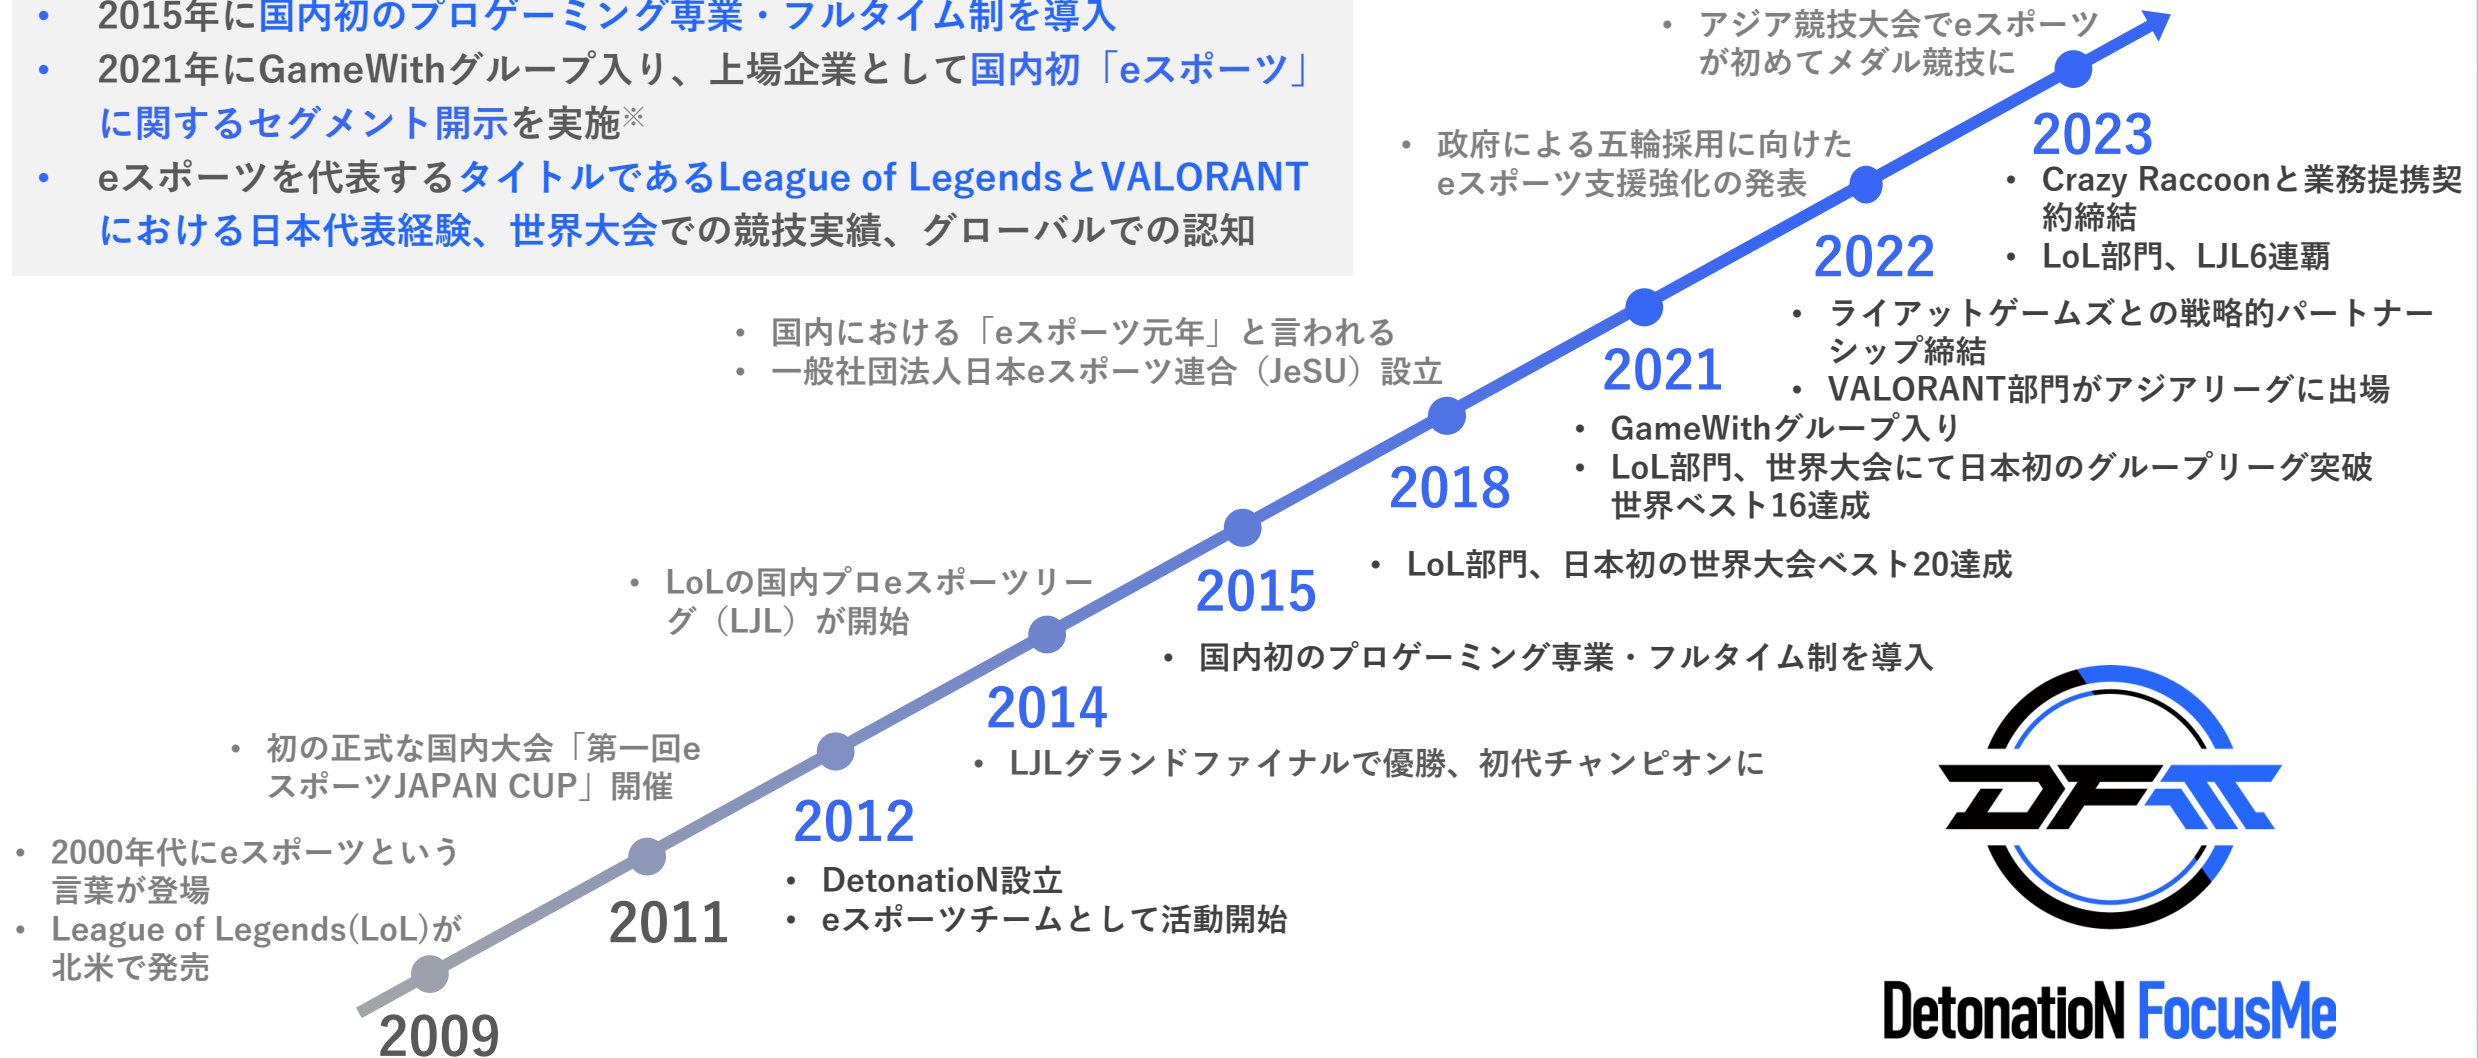 • 2015年に国内初のプロゲーミング専業・フルタイム制を導入
• 2021年にGameWithグループ入り、上場企業として国内初「eスポーツ」
に関するセグメント開示を実施※
• eスポーツを代表するタイトルであるLeague of LegendsとVALORANT
における日本代表経験、世界大会での競技実績、グローバルでの認知
• アジア競技大会でeスポーツ
が初めてメダル競技に
2023
• Crazy Raccoonと業務提携契
約締結
• LoL部門、LJL6連覇
• 政府による五輪採用に向けた
eスポーツ支援強化の発表
2022
• ライアットゲームズとの戦略的パートナー
シップ締結
• VALORANT部門がアジアリーグに出場
2021
• GameWithグループ入り
• LoL部門、世界大会にて日本初のグループリーグ突破
世界ベスト16達成
• 国内における「eスポーツ元年」と言われる
• 一般社団法人日本eスポーツ連合（JeSU）設立
2018
• LoL部門、日本初の世界大会ベスト20達成
2015
• 国内初のプロゲーミング専業・フルタイム制を導入
• LoLの国内プロeスポーツリー
グ（LJL）が開始
2014
• LJLグランドファイナルで優勝、初代チャンピオンに
2012
• DetonatioN設立
• eスポーツチームとして活動開始
• 初の正式な国内大会「第一回e
スポーツJAPAN CUP」開催
2011
• 2000年代にeスポーツという
言葉が登場
• League of Legends(LoL)が
北米で発売
2009
DFM
DetonatioN FocusMe